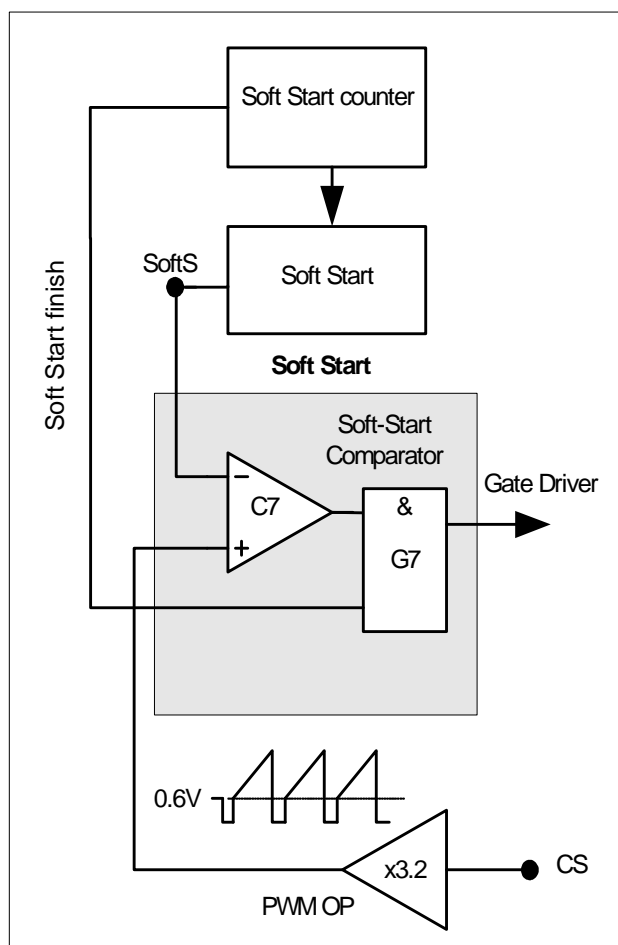 Soft Start counter
SoftS
Soft Start
Soft Start finish
Soft Start
Soft-Start
Comparator
Gate Driver
−
C7
+
&
G7
0.6V
x3.2
CS
PWM OP